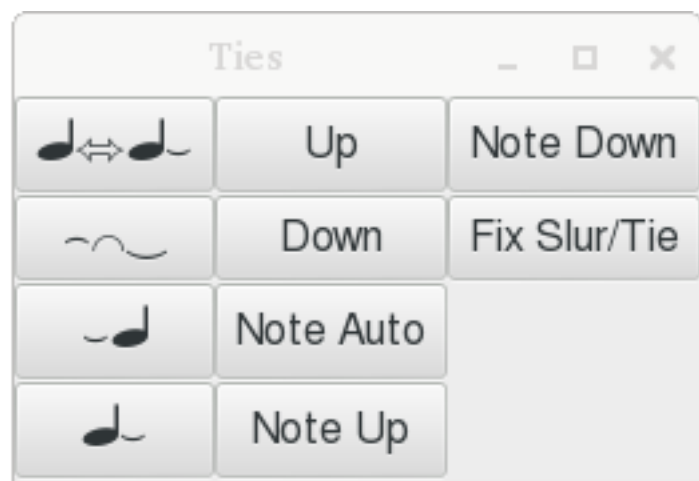 Ties
Up Note Down
Down Fix Slur/Tie
Note Auto
Note Up